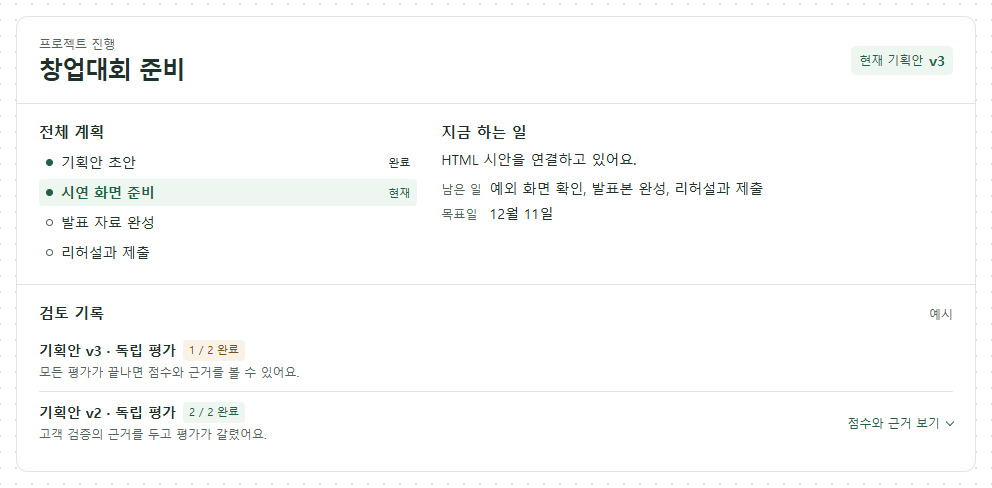 프로젝트 진행
창업대회 준비
현재 기획안 v3
전체 계획
기획안 초안 완료
시연 화면 준비 현재
발표 자료 완성
리허설과 제출
지금 하는 일
HTML 시안을 연결하고 있어요.
남은 일 예외 화면 확인, 발표본 완성, 리허설과 제출
목표일 12월 11일
검토 기록 예시
기획안 v3 · 독립 평가 1 / 2 완료
모든 평가가 끝나면 점수와 근거를 볼 수 있어요.
기획안 v2 · 독립 평가 2 / 2 완료
고객 검증의 근거를 두고 평가가 갈렸어요.
점수와 근거 보기